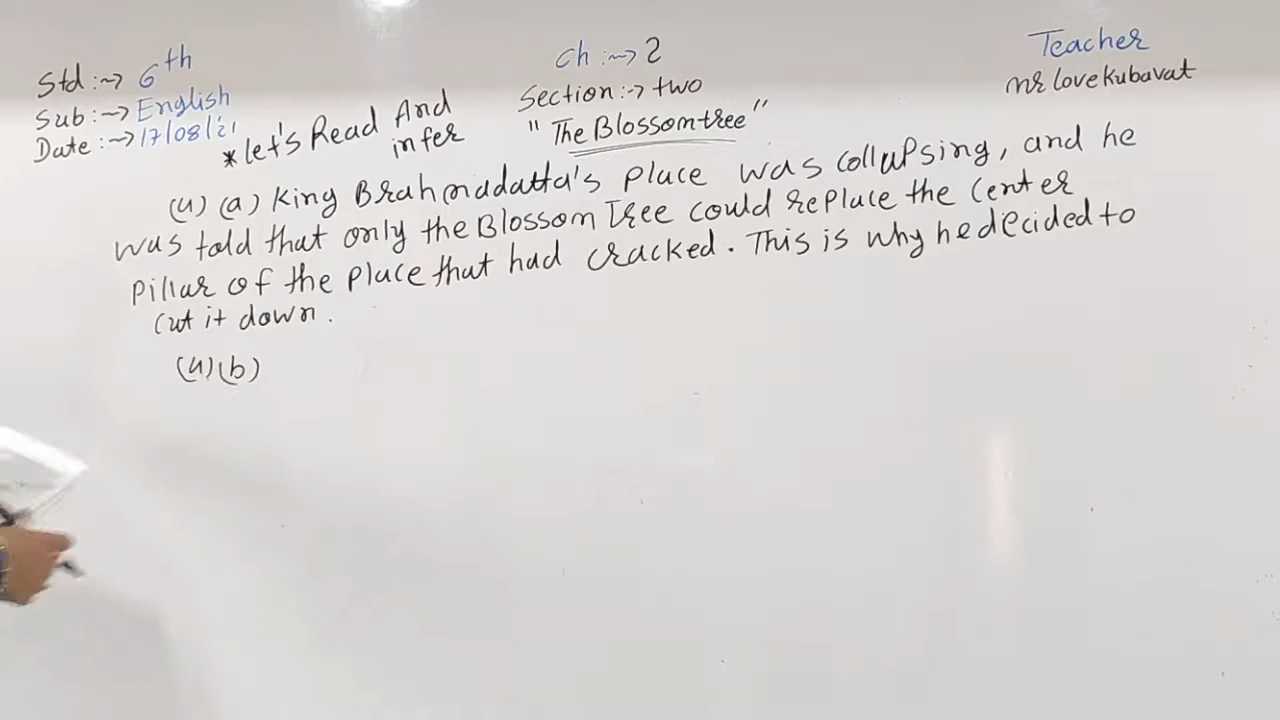 Std :~> 6th
Sub :~> English
Date :~> 17/08/21
Ch :~> 2
Section :~> two
" The Blossomtree "
Teacher
mr love kubavat
* let's Read And
infer
(4) (a) King Brahmadatta's place was collapsing, and he
was told that only the Blossom Tree could replace the Center
Pillar of the place that had cracked. This is why he decided to
cut it down.
(4) (b)